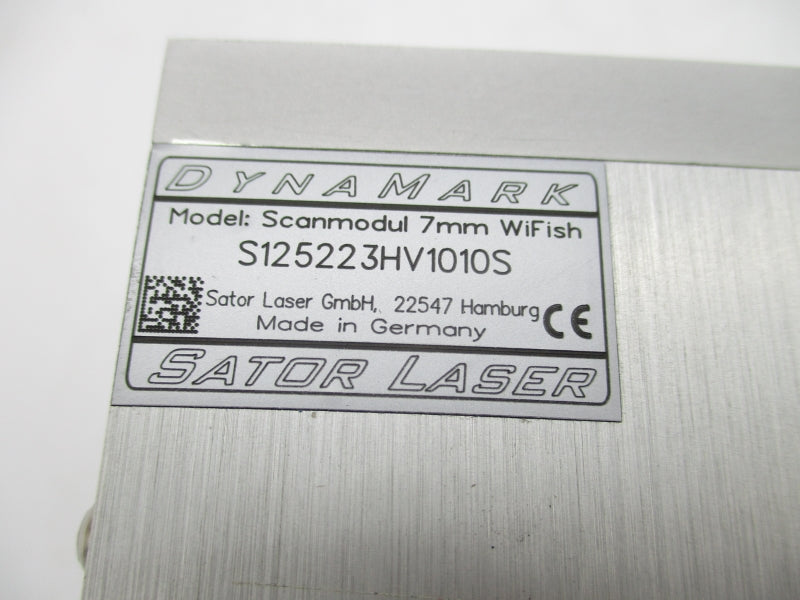 DYNAMARK
Model: Scanmodul 7mm WiFish
S125223HV1010S
Sator Laser GmbH, 22547 Hamburg
Made in Germany
CE
SATOR LASER